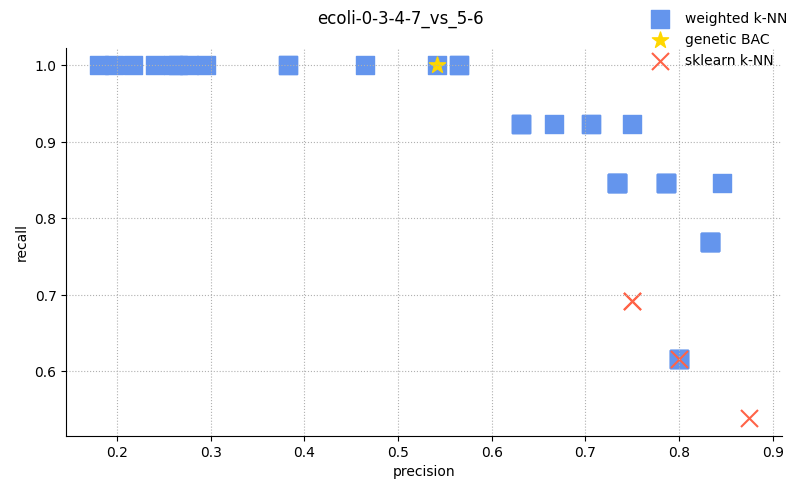 ecoli-0-3-4-7_vs_5-6
weighted k-NN
genetic BAC
sklearn k-NN
recall
1.0
0.9
0.8
0.7
0.6
0.2 0.3 0.4 0.5 0.6 0.7 0.8 0.9
precision